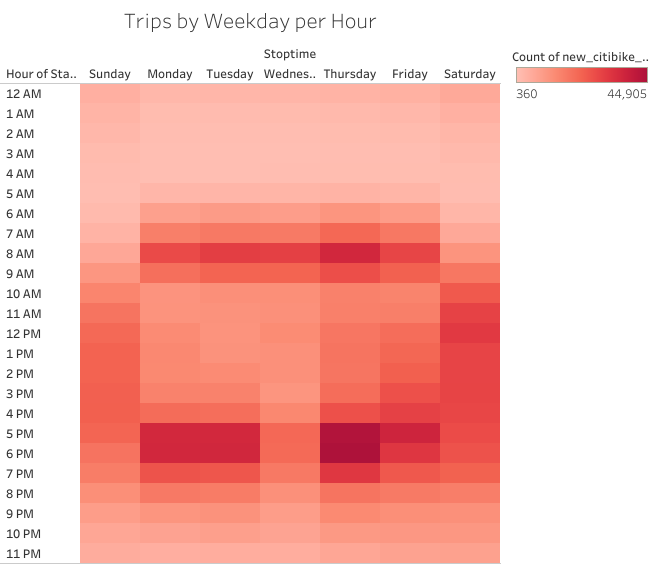 Trips by Weekday per Hour
Stoptime
Hour of Sta.. Sunday Monday Tuesday Wednes.. Thursday Friday Saturday
12 AM
1 AM
2 AM
3 AM
4 AM
5 AM
6 AM
7 AM
8 AM
9 AM
10 AM
11 AM
12 PM
1 PM
2 PM
3 PM
4 PM
5 PM
6 PM
7 PM
8 PM
9 PM
10 PM
11 PM
Count of new_citibike_..
360 44,905